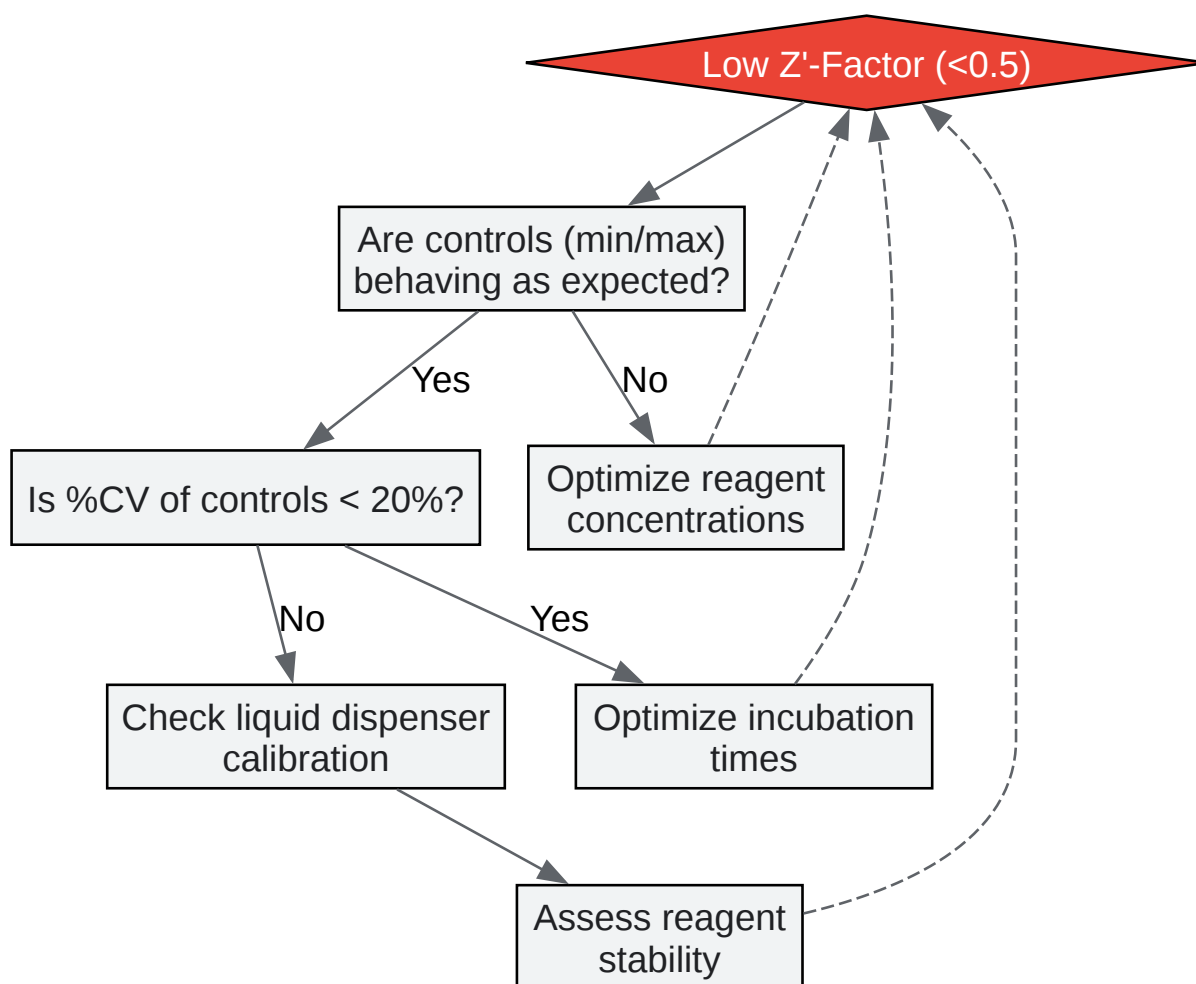 Low Z'-Factor (<0.5)
Are controls (min/max)
behaving as expected?
Yes
No
Is %CV of controls < 20%?
Optimize reagent
concentrations
No
Yes
Check liquid dispenser
calibration
Optimize incubation
times
Assess reagent
stability